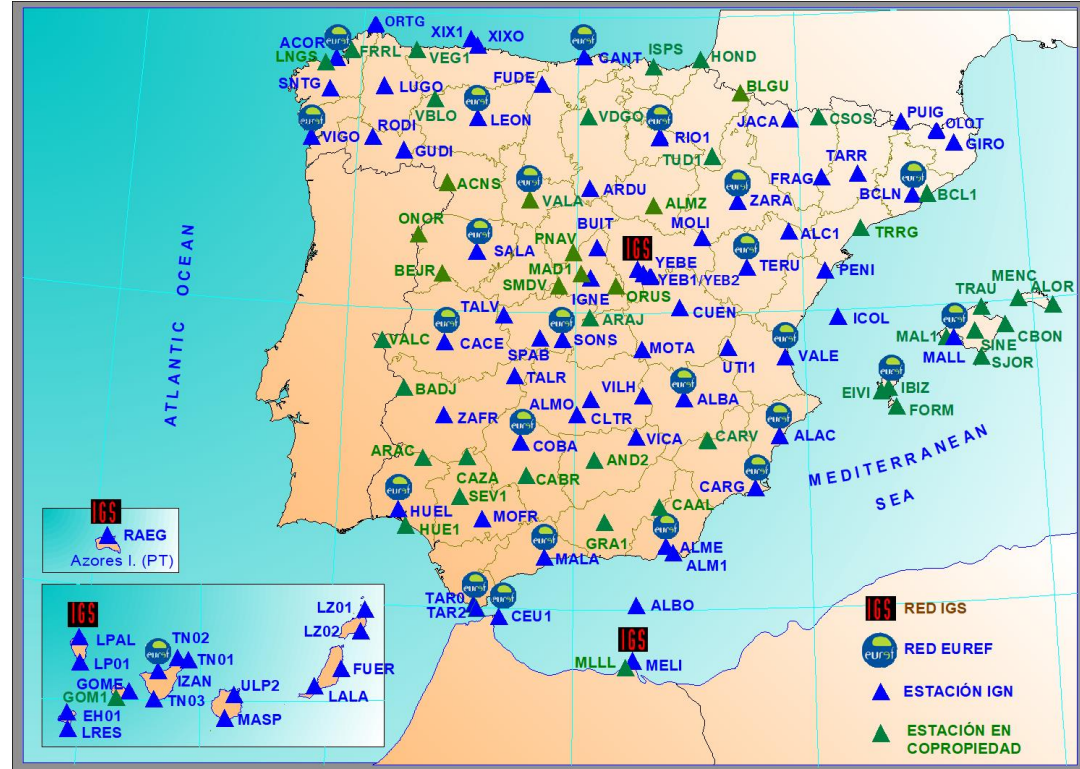 ORTG
XIX1
XIXO
ACOR
FRRL
VEG1
LNGS
CANT
ISPS
HOND
SNTG
LUGO
FUDE
BLGU
VBLO
LEON
VDGO
RIO1
JACA
CSOS
PUIG
OLOT
GIRO
VIGO
RODI
GUDI
TUD1
TARR
FRAG
BCLN
BCL1
ACNS
VALA
ARDU
ALMZ
ZARA
ONOR
SALA
BUIT
PNAV
IGS
MOLI
ALC1
TRRG
BEJR
MAD1
SMDV
IGNE
YEBE
YEB1/YEB2
ORUS
TERU
PENI
MENC
ALOR
TRAU
TALV
ARAJ
CUEN
ICOL
CBON
MAL1
SINE
MALL
SJOR
VALC
CACE
SPAB
SONS
MOTA
UTI1
VALE
BADJ
TALR
VILH
ALBA
EIVI
IBIZ
FORM
ZAFR
ALMO
CLTR
COBA
VICA
CARV
ALAC
ARAC
CAZA
CABR
AND2
CARG
SEV1
HUEL
HUE1
MOFR
GRA1
CAAL
MALA
ALME
ALM1
TAR0
TAR2
CEU1
ALBO
IGS
MLLL
MELI
ATLANTIC OCEAN
MEDITERRANEAN
SEA
IGS
RAEG
Azores I. (PT)
IGS
LPAL
LP01
TN02
TN01
IZAN
GOME
GOM1
TN03
EH01
LRES
ULP2
MASP
LZ01
LZ02
FUER
LALA
IGS RED IGS
euref RED EUREF
ESTACIÓN IGN
ESTACIÓN EN
COPROPIEDAD